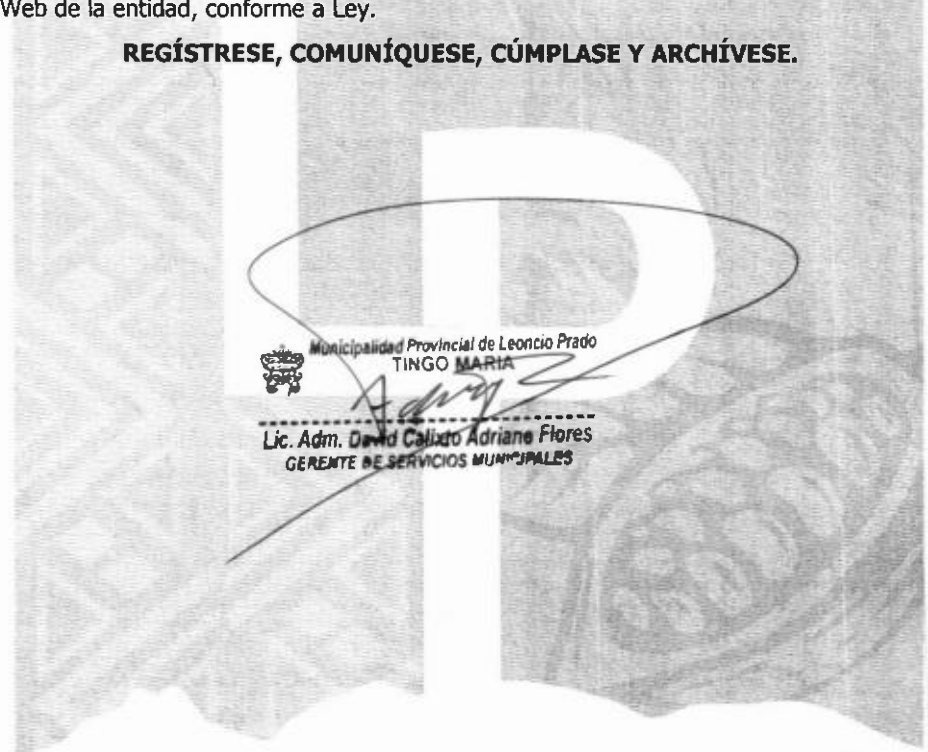 Web de la entidad, conforme a Ley.
REGÍSTRESE, COMUNÍQUESE, CÚMPLASE Y ARCHÍVESE.
Municipalidad Provincial de Leoncio Prado
TINGO MARIA
Lic. Adm. David Calixto Adriano Flores
GERENTE DE SERVICIOS MUNICIPALES